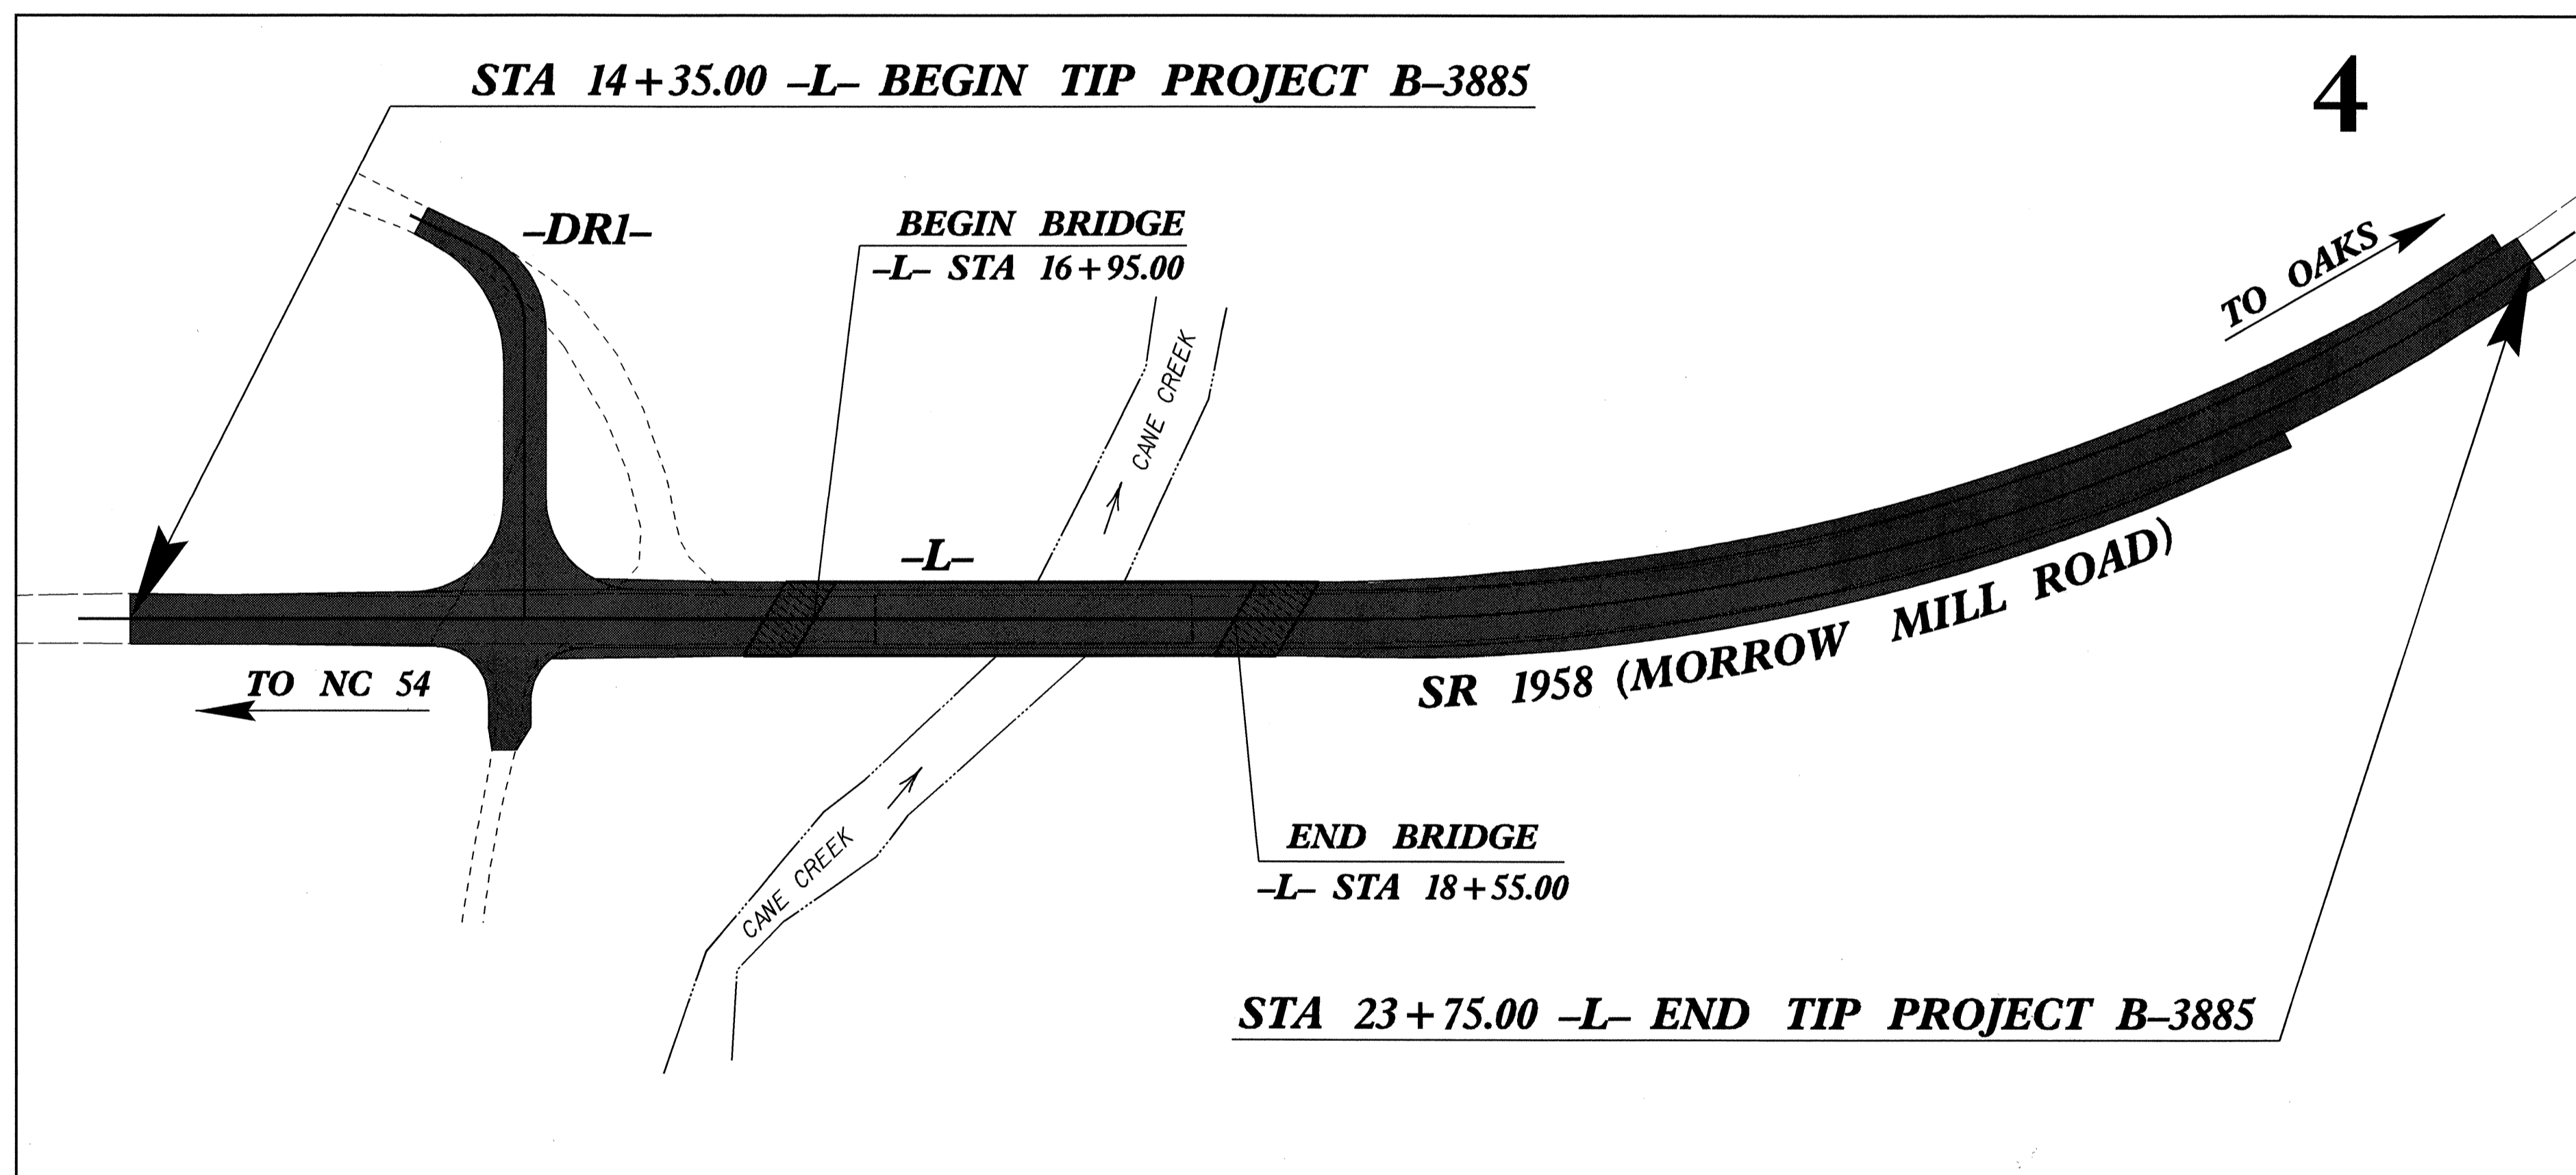 STA 14+35.00 –L– BEGIN TIP PROJECT B–3885
4
–DR1–
BEGIN BRIDGE
–L– STA 16+95.00
TO OAKS
CANE CREEK
–L–
TO NC 54
SR 1958 (MORROW MILL ROAD)
CANE CREEK
END BRIDGE
–L– STA 18+55.00
STA 23+75.00 –L– END TIP PROJECT B–3885